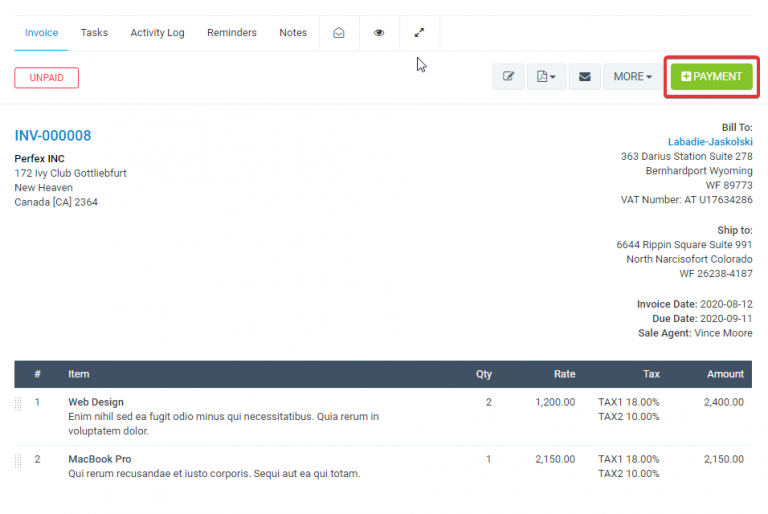 Invoice Tasks Activity Log Reminders Notes
UNPAID
MORE
PAYMENT
INV-000008
Perfex INC
172 Ivy Club Gottliebfurt
New Heaven
Canada [CA] 2364
Bill To:
Labadie-Jaskolski
363 Darius Station Suite 278
Bernhardport Wyoming
WF 89773
VAT Number: AT U17634286
Ship to:
6644 Rippin Square Suite 991
North Narcisofort Colorado
WF 26238-4187
Invoice Date: 2020-08-12
Due Date: 2020-09-11
Sale Agent: Vince Moore
# Item Qty Rate Tax Amount
1 Web Design 2 1,200.00 TAX1 18.00% 2,400.00
Enim nihil sed ea fugit odio minus qui necessitatibus. Quia rerum in TAX2 10.00%
voluptatem dolor.
2 MacBook Pro 1 2,150.00 TAX1 18.00% 2,150.00
Qui rerum recusandae et iusto corporis. Sequi aut ea qui totam. TAX2 10.00%